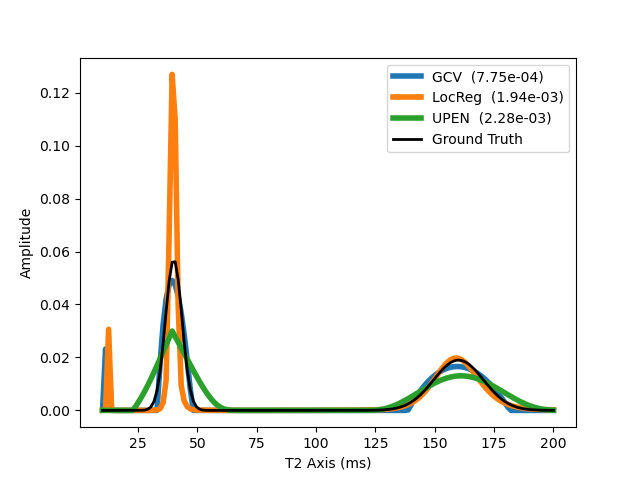 GCV (7.75e-04)
LocReg (1.94e-03)
UPEN (2.28e-03)
Ground Truth
0.12
0.10
0.08
0.06
0.04
0.02
0.00
Amplitude
25 50 75 100 125 150 175 200
T2 Axis (ms)